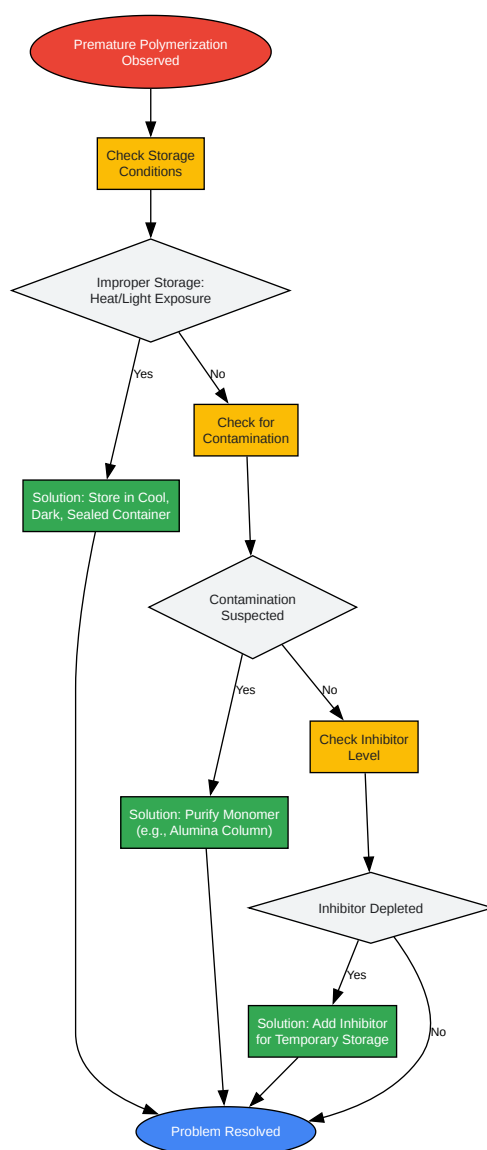 Premature Polymerization
Observed
Check Storage
Conditions
Improper Storage:
Heat/Light Exposure
Yes
No
Check for
Contamination
Solution: Store in Cool,
Dark, Sealed Container
Contamination
Suspected
Yes
No
Check Inhibitor
Level
Solution: Purify Monomer
(e.g., Alumina Column)
Inhibitor Depleted
Yes
Solution: Add Inhibitor
for Temporary Storage
No
Problem Resolved